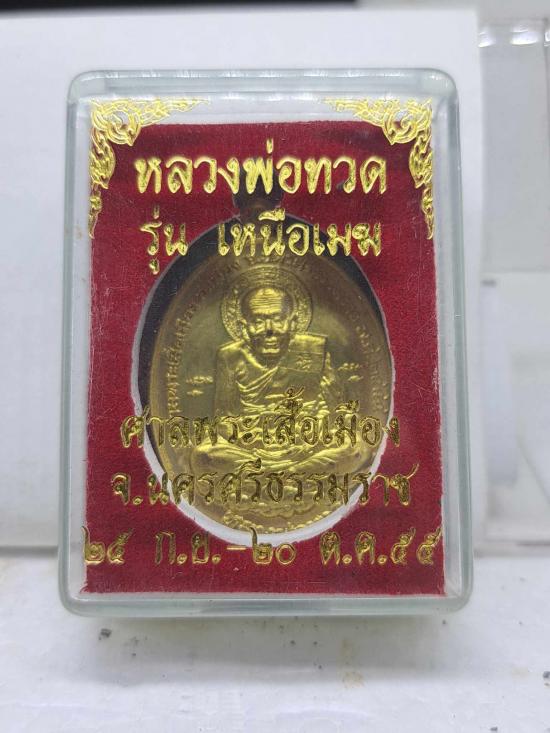 หลวงพ่อทวด
รุ่น เหนือเมฆ
ศาลพระเสื้อเมือง
จ.นครศรีธรรมราช
๒๕ ก.ย.-๒๐ ต.ค.๕๕